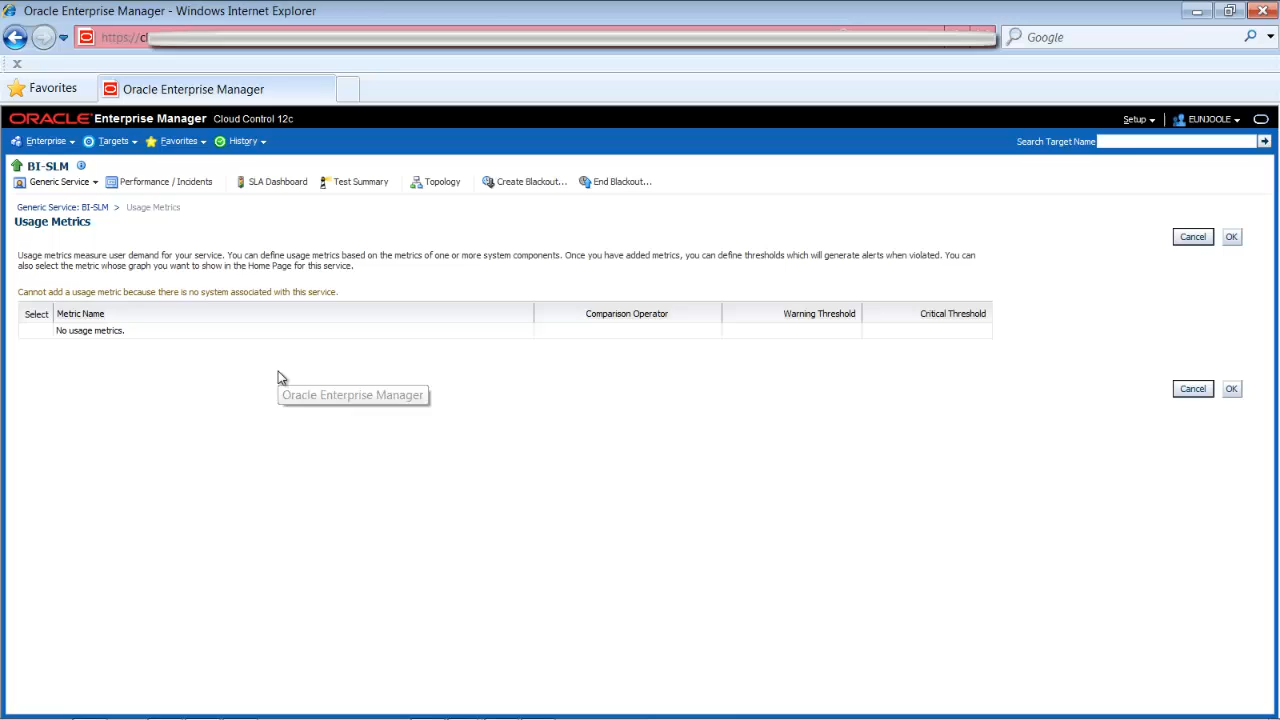 Oracle Enterprise Manager - Windows Internet Explorer
https://cl
Google
x
Favorites
Oracle Enterprise Manager
ORACLE Enterprise Manager Cloud Control 12c
Setup
EUNJOOLE
Enterprise Targets Favorites History
Search Target Name
BI-SLM
Generic Service Performance / Incidents SLA Dashboard Test Summary Topology Create Blackout... End Blackout...
Generic Service: BI-SLM > Usage Metrics
Usage Metrics
Cancel OK
Usage metrics measure user demand for your service. You can define usage metrics based on the metrics of one or more system components. Once you have added metrics, you can define thresholds which will generate alerts when violated. You can
also select the metric whose graph you want to show in the Home Page for this service.
Cannot add a usage metric because there is no system associated with this service.
Select Metric Name Comparison Operator Warning Threshold Critical Threshold
No usage metrics.
Oracle Enterprise Manager
Cancel OK